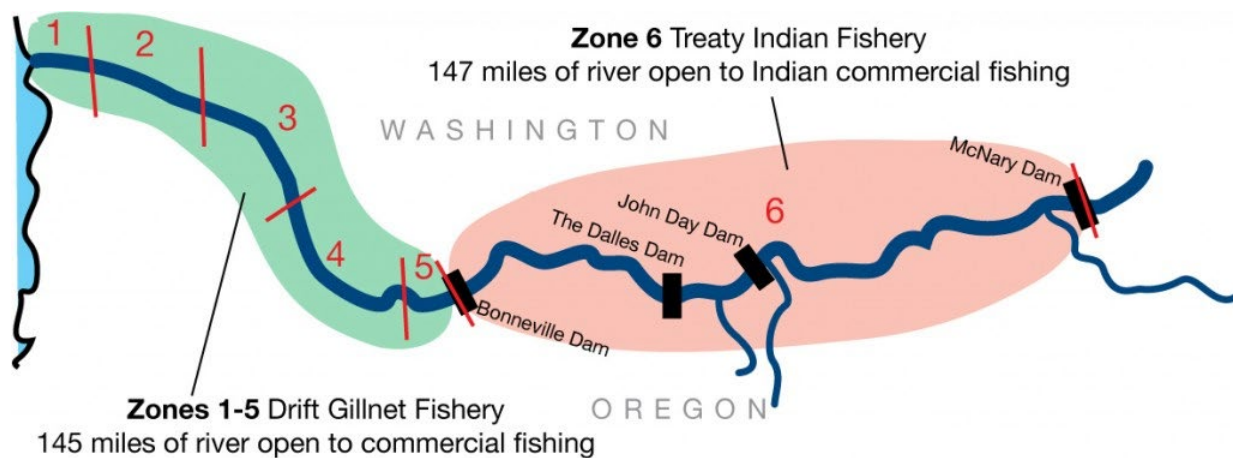 1
2
Zone 6 Treaty Indian Fishery
147 miles of river open to Indian commercial fishing
3
WASHINGTON
McNary Dam
John Day Dam
6
The Dalles Dam
4
5
Bonneville Dam
Zones 1-5 Drift Gillnet Fishery
145 miles of river open to commercial fishing
OREGON